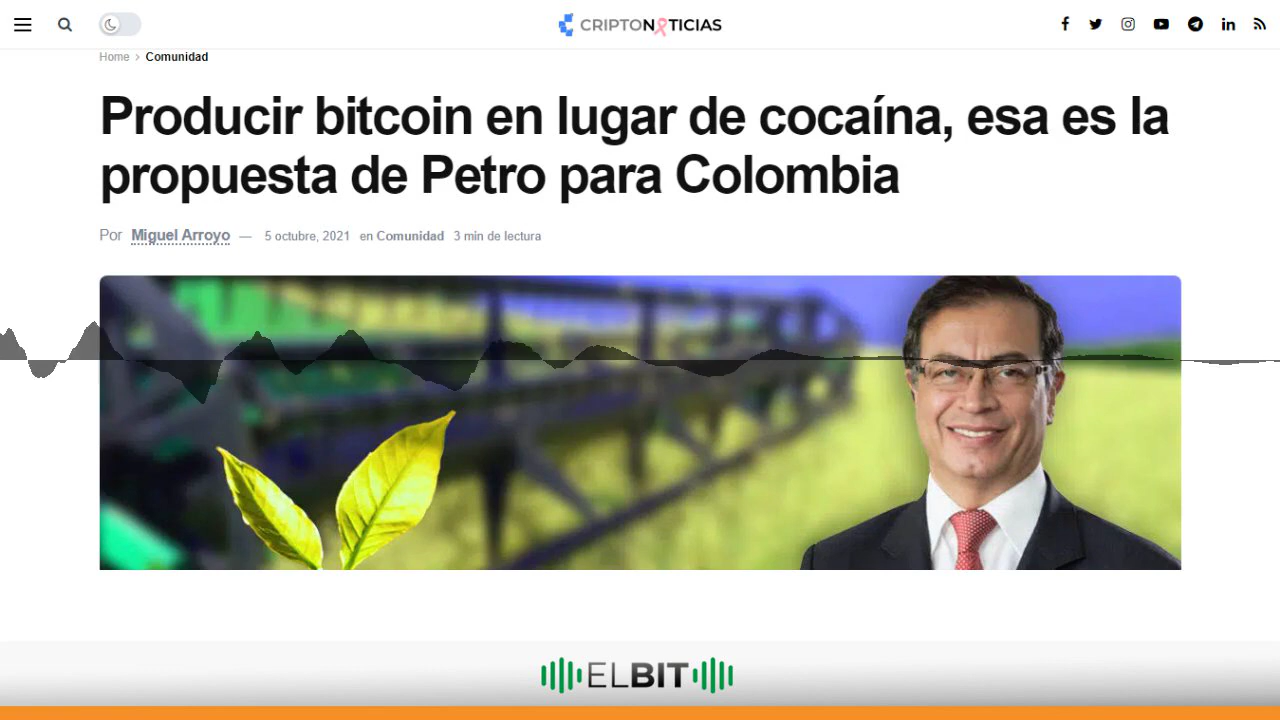 CRIPTONOTICIAS
Home > Comunidad
Producir bitcoin en lugar de cocaína, esa es la
propuesta de Petro para Colombia
Por Miguel Arroyo — 5 octubre, 2021 en Comunidad 3 min de lectura
ELBIT